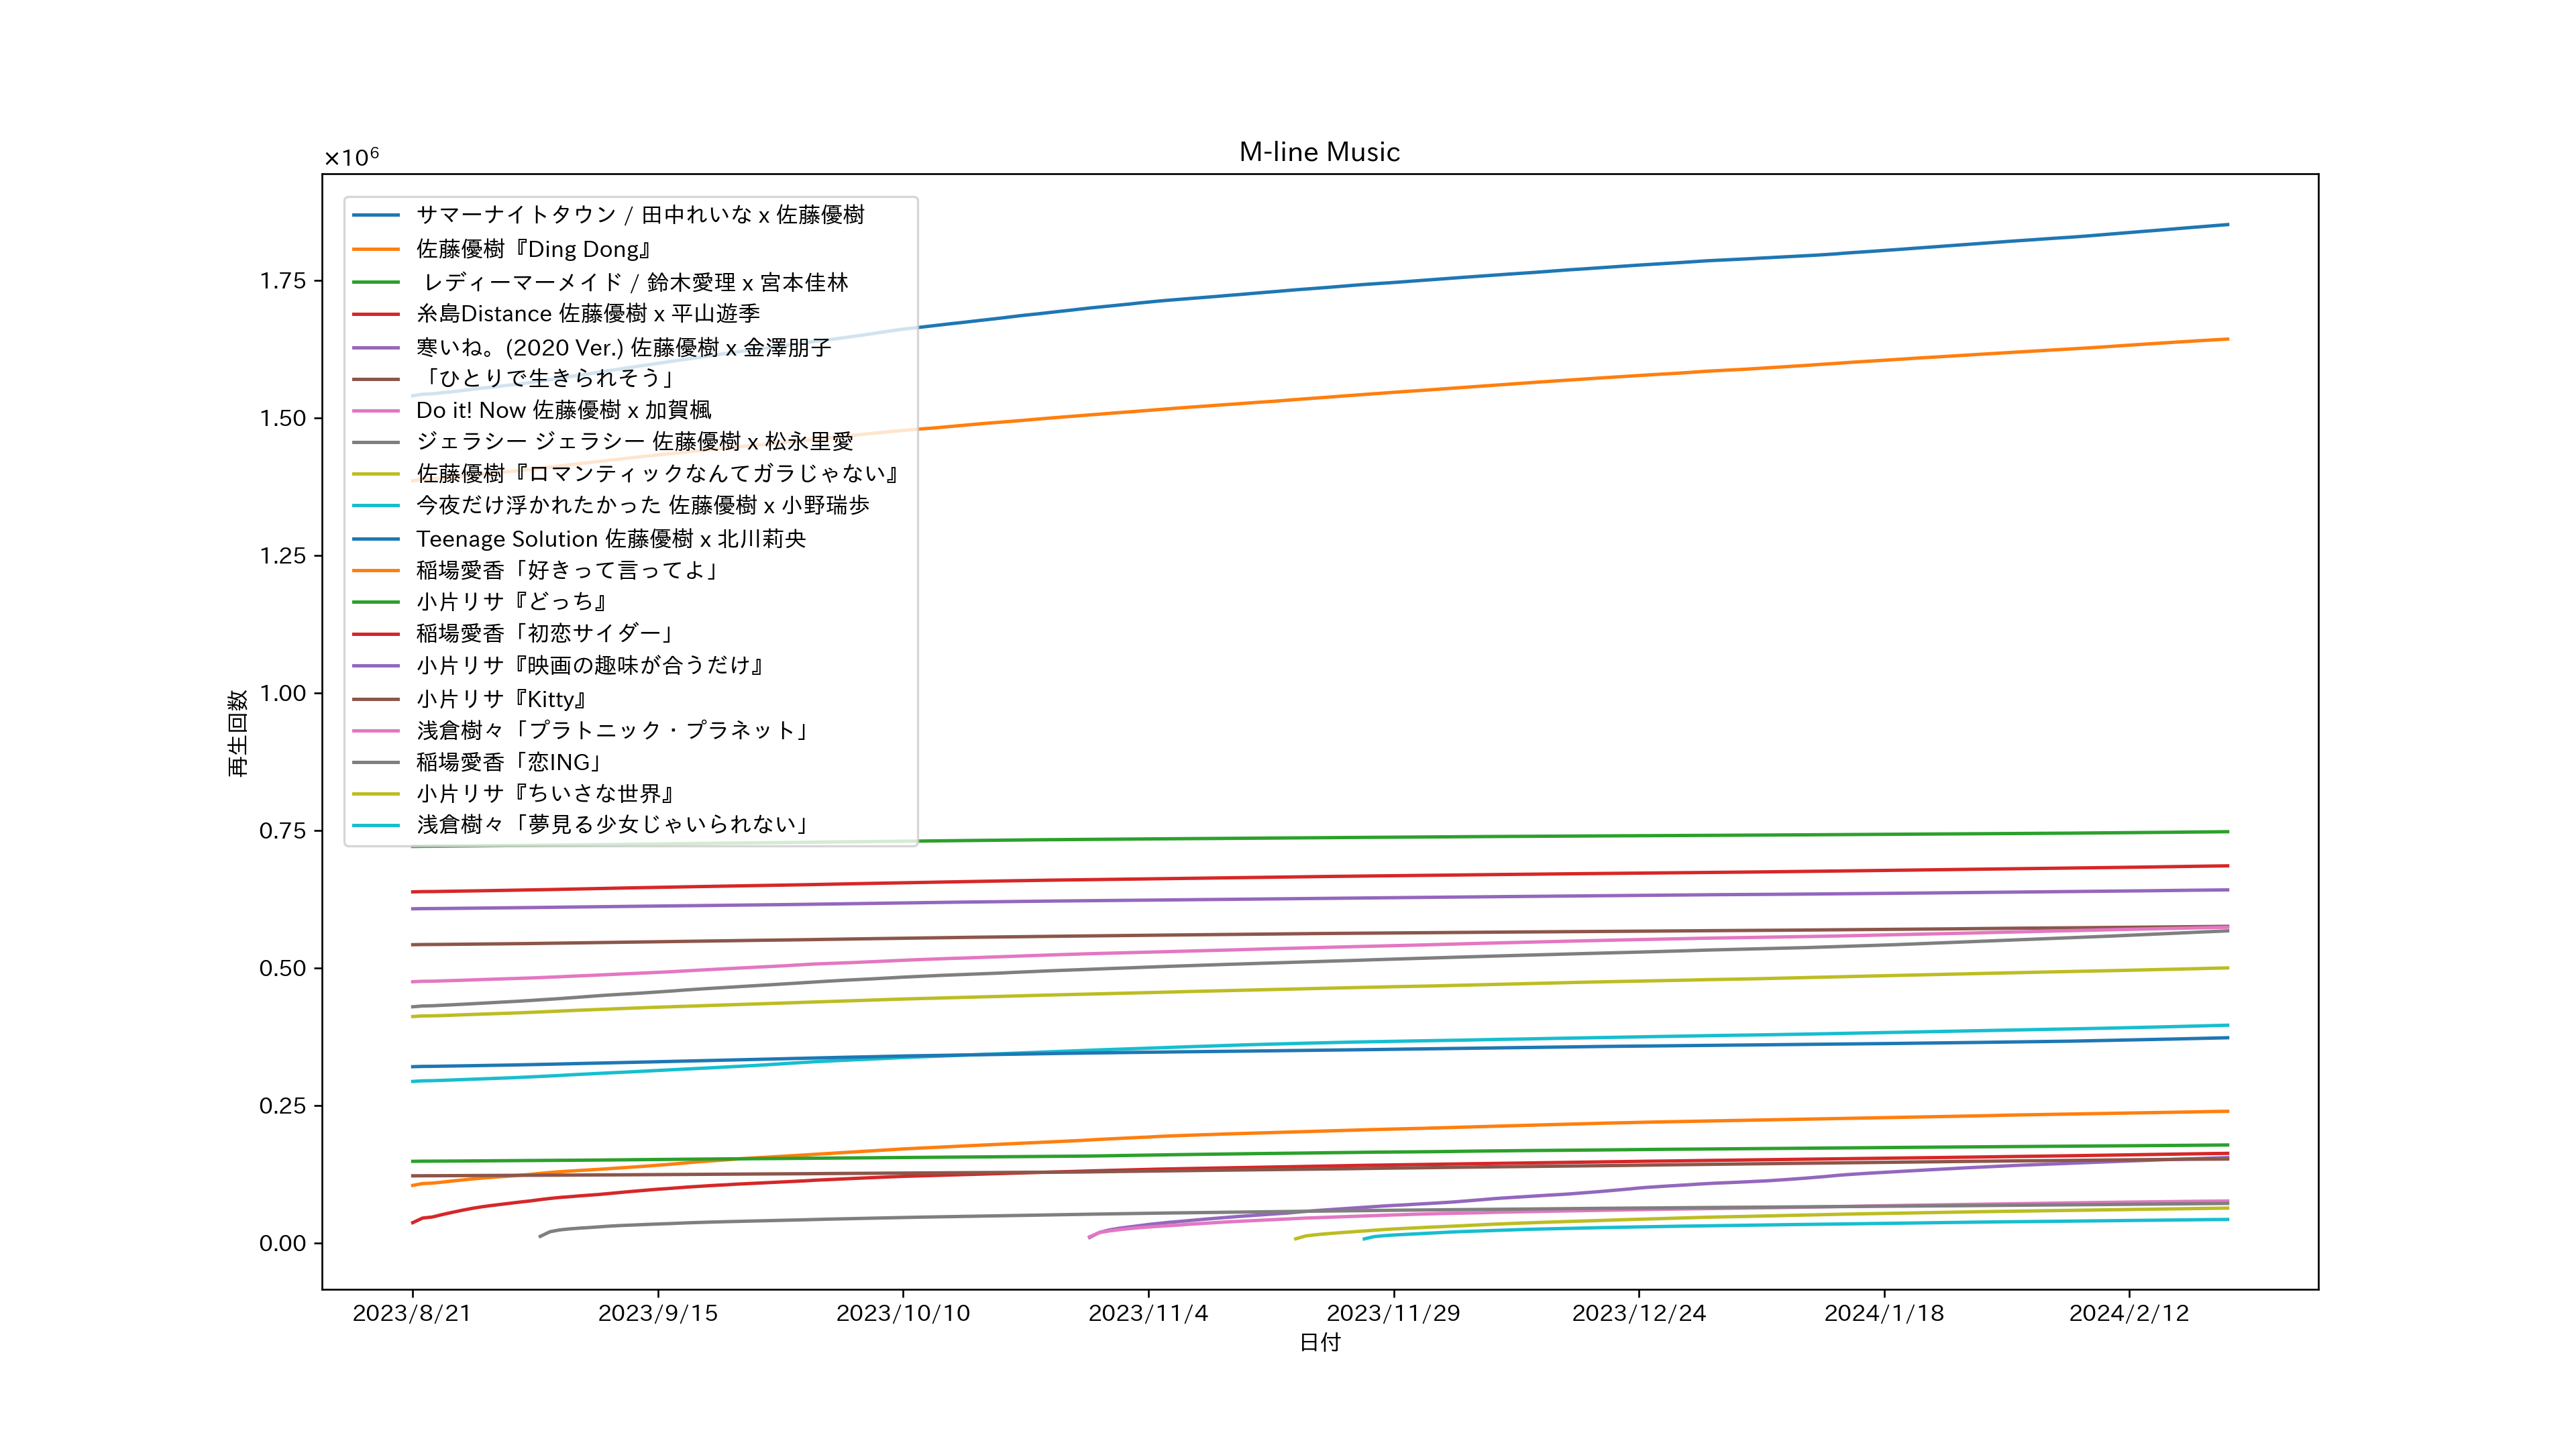 M-line Music
×10⁶
サマーナイトタウン / 田中れいな x 佐藤優樹
佐藤優樹『Ding Dong』
レディーマーメイド / 鈴木愛理 x 宮本佳林
糸島Distance 佐藤優樹 x 平山遊季
寒いね。(2020 Ver.) 佐藤優樹 x 金澤朋子
「ひとりで生きられそう」
Do it! Now 佐藤優樹 x 加賀楓
ジェラシー ジェラシー 佐藤優樹 x 松永里愛
佐藤優樹『ロマンティックなんてガラじゃない』
今夜だけ浮かれたかった 佐藤優樹 x 小野瑞歩
Teenage Solution 佐藤優樹 x 北川莉央
稲場愛香「好きって言ってよ」
小片リサ『どっち』
稲場愛香「初恋サイダー」
小片リサ『映画の趣味が合うだけ』
小片リサ『Kitty』
浅倉樹々「プラトニック・プラネット」
稲場愛香「恋ING」
小片リサ『ちいさな世界』
浅倉樹々「夢見る少女じゃいられない」
1.75
1.50
1.25
1.00
0.75
0.50
0.25
0.00
再生回数
2023/8/21
2023/9/15
2023/10/10
2023/11/4
2023/11/29
2023/12/24
2024/1/18
2024/2/12
日付